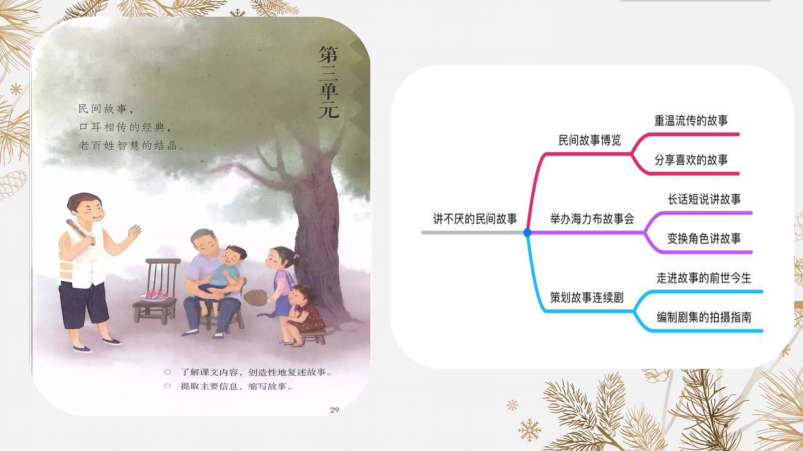 第三单元
民间故事，
口耳相传的经典，
老百姓智慧的结晶。
○ 了解课文内容，创造性地复述故事。
○ 提取主要信息，缩写故事。
29
讲不厌的民间故事
民间故事博览
重温流传的故事
分享喜欢的故事
举办海力布故事会
长话短说讲故事
变换角色讲故事
策划故事连续剧
走进故事的前世今生
编制剧集的拍摄指南